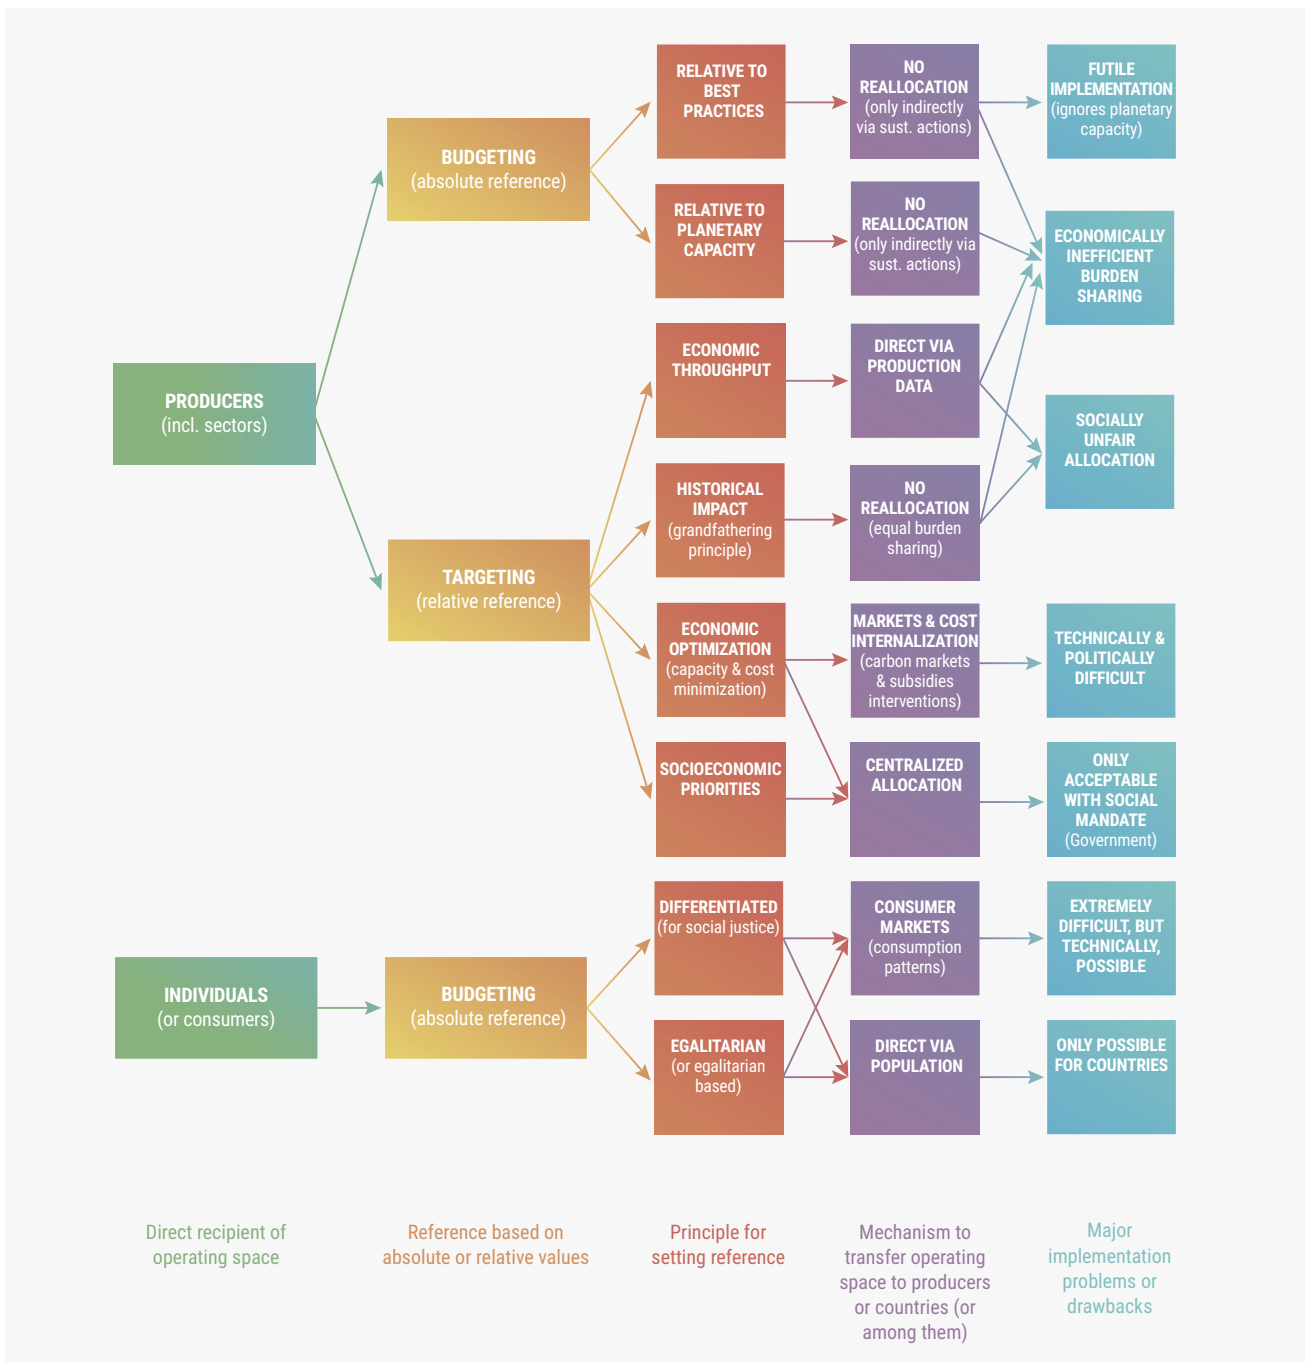 RELATIVE TO
BEST
PRACTICES
NO
REALLOCATION
(only indirectly
via sust. actions)
FUTILE
IMPLEMENTATION
(ignores planetary
capacity)
BUDGETING
(absolute reference)
RELATIVE TO
PLANETARY
CAPACITY
NO
REALLOCATION
(only indirectly via
sust. actions)
ECONOMICALLY
INEFFICIENT
BURDEN
SHARING
PRODUCERS
(incl. sectors)
ECONOMIC
THROUGHPUT
DIRECT VIA
PRODUCTION
DATA
SOCIALLY
UNFAIR
ALLOCATION
HISTORICAL
IMPACT
(grandfathering
principle)
NO
REALLOCATION
(equal burden
sharing)
TARGETING
(relative reference)
ECONOMIC
OPTIMIZATION
(capacity & cost
minimization)
MARKETS & COST
INTERNALIZATION
(carbon markets
& subsidies
interventions)
TECHNICALLY &
POLITICALLY
DIFFICULT
SOCIOECONOMIC
PRIORITIES
CENTRALIZED
ALLOCATION
ONLY
ACCEPTABLE
WITH SOCIAL
MANDATE
(Government)
DIFFERENTIATED
(for social justice)
CONSUMER
MARKETS
(consumption
patterns)
EXTREMELY
DIFFICULT, BUT
TECHNICALLY,
POSSIBLE
INDIVIDUALS
(or consumers)
BUDGETING
(absolute reference)
EGALITARIAN
(or egalitarian
based)
DIRECT VIA
POPULATION
ONLY POSSIBLE
FOR COUNTRIES
Direct recipient of
operating space
Reference based on
absolute or relative values
Principle for
setting reference
Mechanism to
transfer operating
space to producers
or countries (or
among them)
Major
implementation
problems or
drawbacks